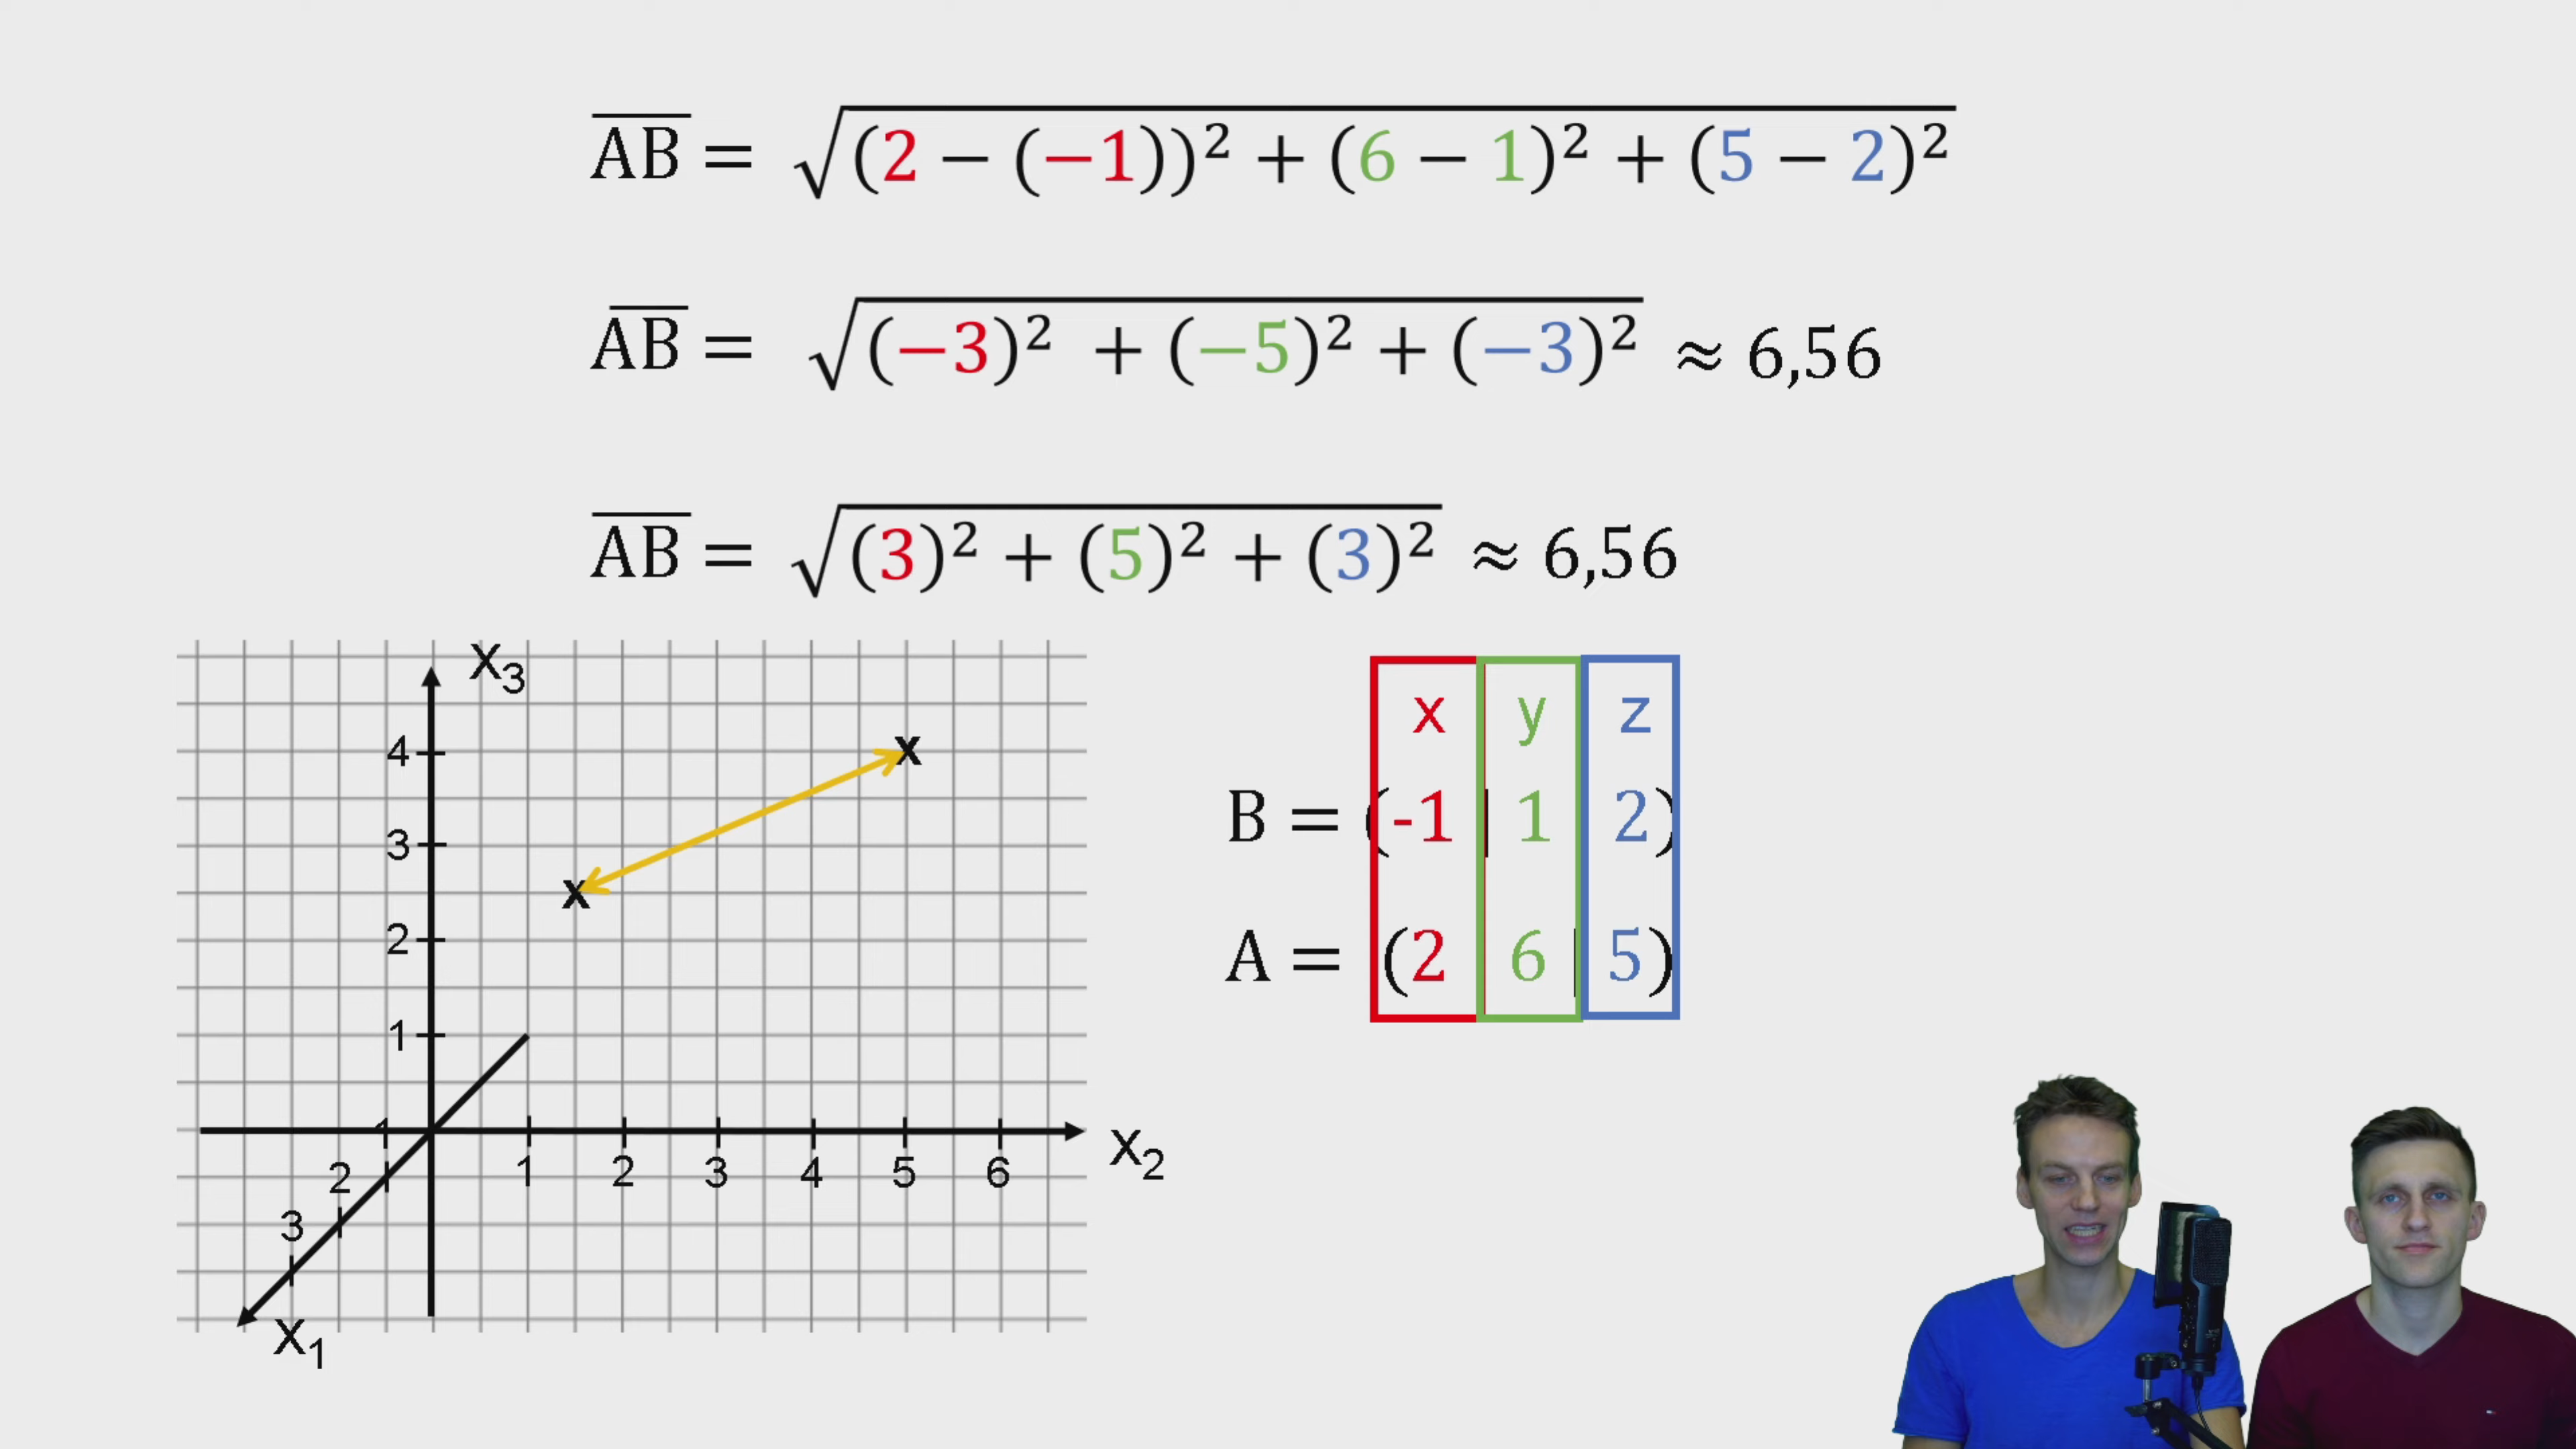 AB = √(2 − (−1))² + (6 − 1)² + (5 − 2)²
AB = √(−3)² + (−5)² + (−3)² ≈ 6,56
AB = √(3)² + (5)² + (3)² ≈ 6,56
x₃
4
3
2
1
1
2
3
x₁
1 2 3 4 5 6
x₂
x y z
B = (-1 | 1 2)
A = (2 6 | 5)